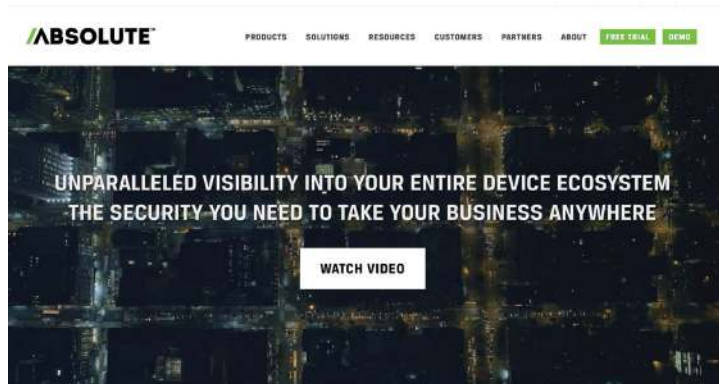 ABSOLUTE™
PRODUCTS SOLUTIONS RESOURCES CUSTOMERS PARTNERS ABOUT FREE TRIAL DEMO
UNPARALLELED VISIBILITY INTO YOUR ENTIRE DEVICE ECOSYSTEM
THE SECURITY YOU NEED TO TAKE YOUR BUSINESS ANYWHERE
WATCH VIDEO